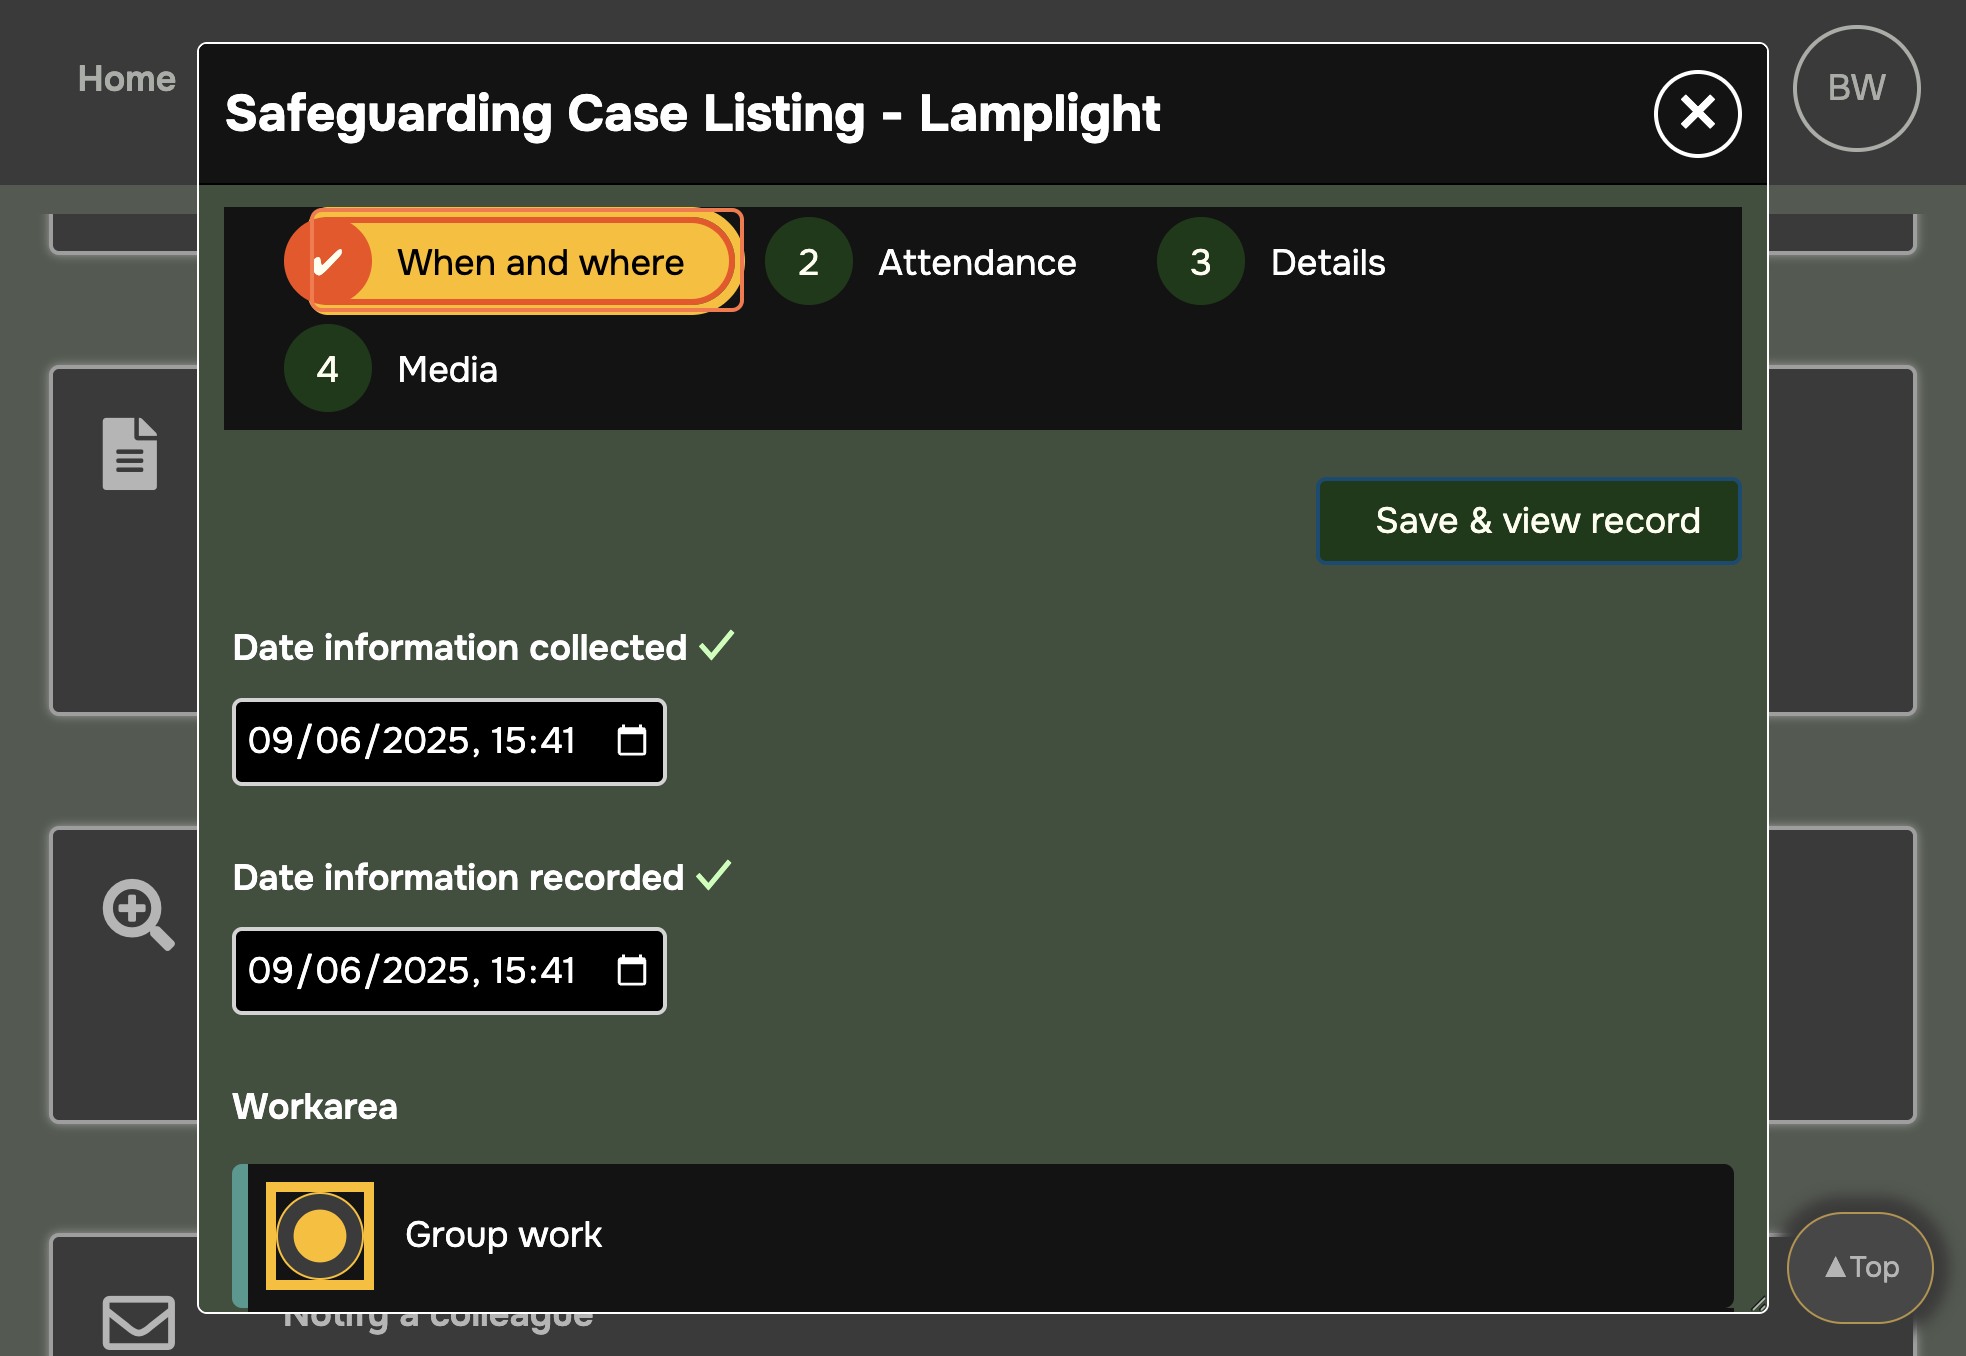 Home
Safeguarding Case Listing - Lamplight
BW
When and where
2 Attendance
3 Details
4 Media
Save & view record
Date information collected
09/06/2025, 15:41
Date information recorded
09/06/2025, 15:41
Workarea
Group work
▲Top
Notify a colleague